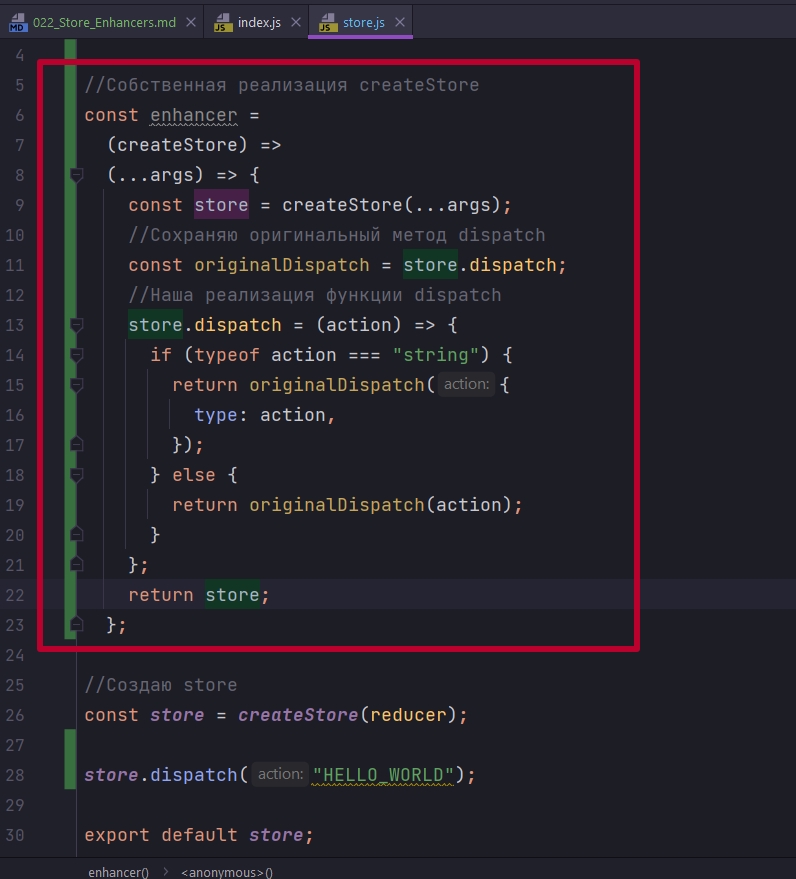 022_Store_Enhancers.md index.js store.js
4
5 //Собственная реализация createStore
6 const enhancer =
7 (createStore) =>
8 (...args) => {
9 const store = createStore(...args);
10 //Сохраняю оригинальный метод dispatch
11 const originalDispatch = store.dispatch;
12 //Наша реализация функции dispatch
13 store.dispatch = (action) => {
14 if (typeof action === "string") {
15 return originalDispatch( action: {
16 type: action,
17 });
18 } else {
19 return originalDispatch(action);
20 }
21 };
22 return store;
23 };
24
25 //Создаю store
26 const store = createStore(reducer);
27
28 store.dispatch( action: "HELLO_WORLD");
29
30 export default store;
enhancer() > <anonymous>()